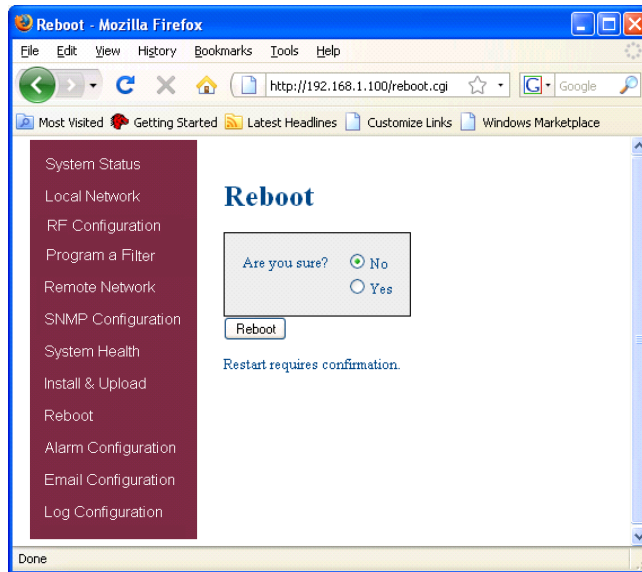 Reboot - Mozilla Firefox
File Edit View History Bookmarks Tools Help
http://192.168.1.100/reboot.cgi
G Google
Most Visited Getting Started Latest Headlines Customize Links Windows Marketplace
System Status
Local Network
RF Configuration
Program a Filter
Remote Network
SNMP Configuration
System Health
Install & Upload
Reboot
Alarm Configuration
Email Configuration
Log Configuration
Reboot
Are you sure? No
Yes
Reboot
Restart requires confirmation.
Done